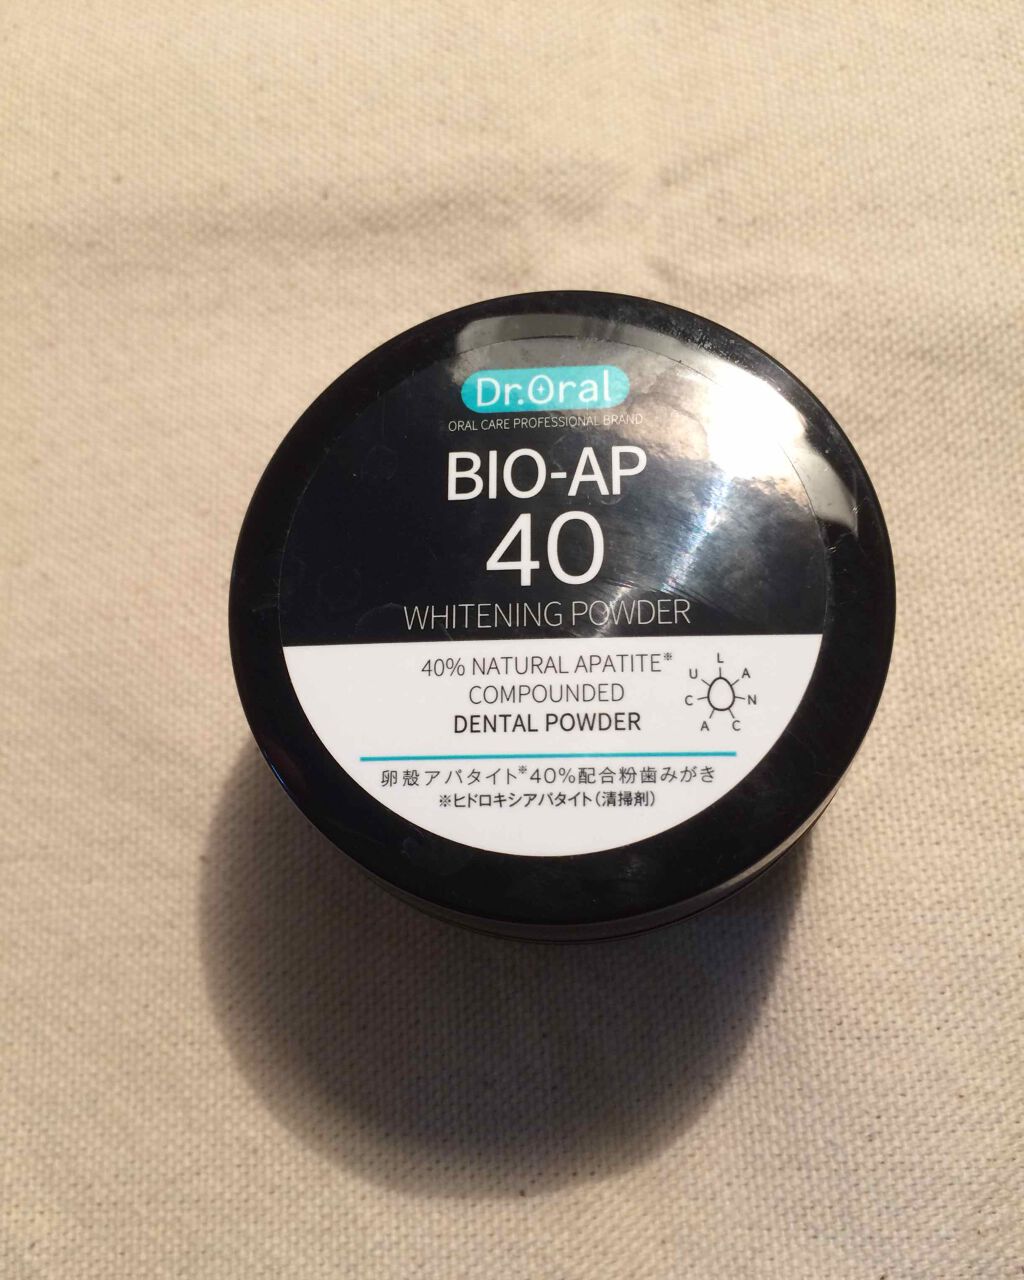 Dr.Oral
ORAL CARE PROFESSIONAL BRAND
BIO-AP
40
WHITENING POWDER
40% NATURAL APATITE※
COMPOUNDED
DENTAL POWDER
CACULANC
卵殻アパタイト※40%配合粉歯みがき
※ヒドロキシアパタイト(清掃剤)